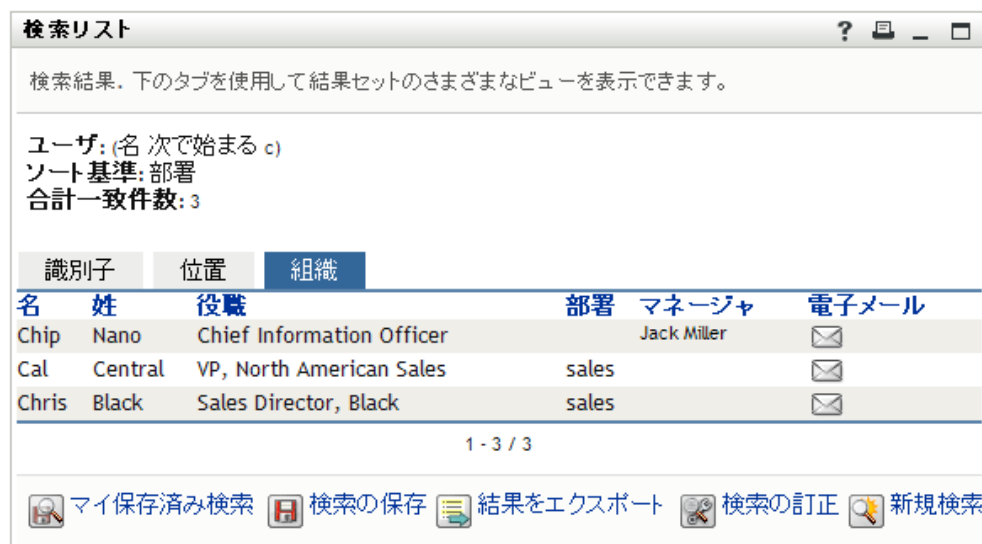 検索リスト ?
検索結果. 下のタブを使用して結果セットのさまざまなビューを表示できます。
ユーザ: (名 次で始まる c)
ソート基準: 部署
合計一致件数: 3
識別子 位置 組織
名 姓 役職 部署 マネージャ 電子メール
Chip Nano Chief Information Officer Jack Miller
Cal Central VP, North American Sales sales
Chris Black Sales Director, Black sales
1 - 3 / 3
マイ保存済み検索 検索の保存 結果をエクスポート 検索の訂正 新規検索